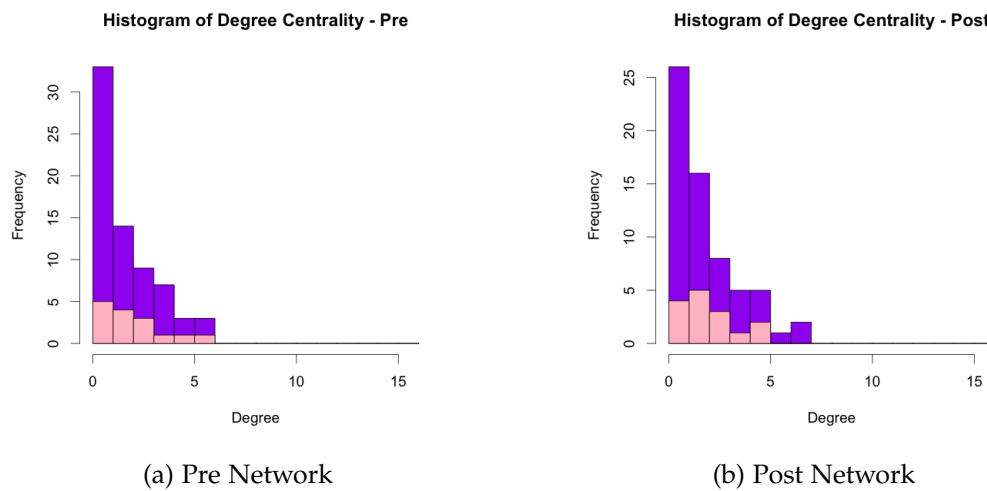 Histogram of Degree Centrality - Pre
Frequency
30
25
20
15
10
5
0
0 5 10 15
Degree
(a) Pre Network
Histogram of Degree Centrality - Post
Frequency
25
20
15
10
5
0
0 5 10 15
Degree
(b) Post Network